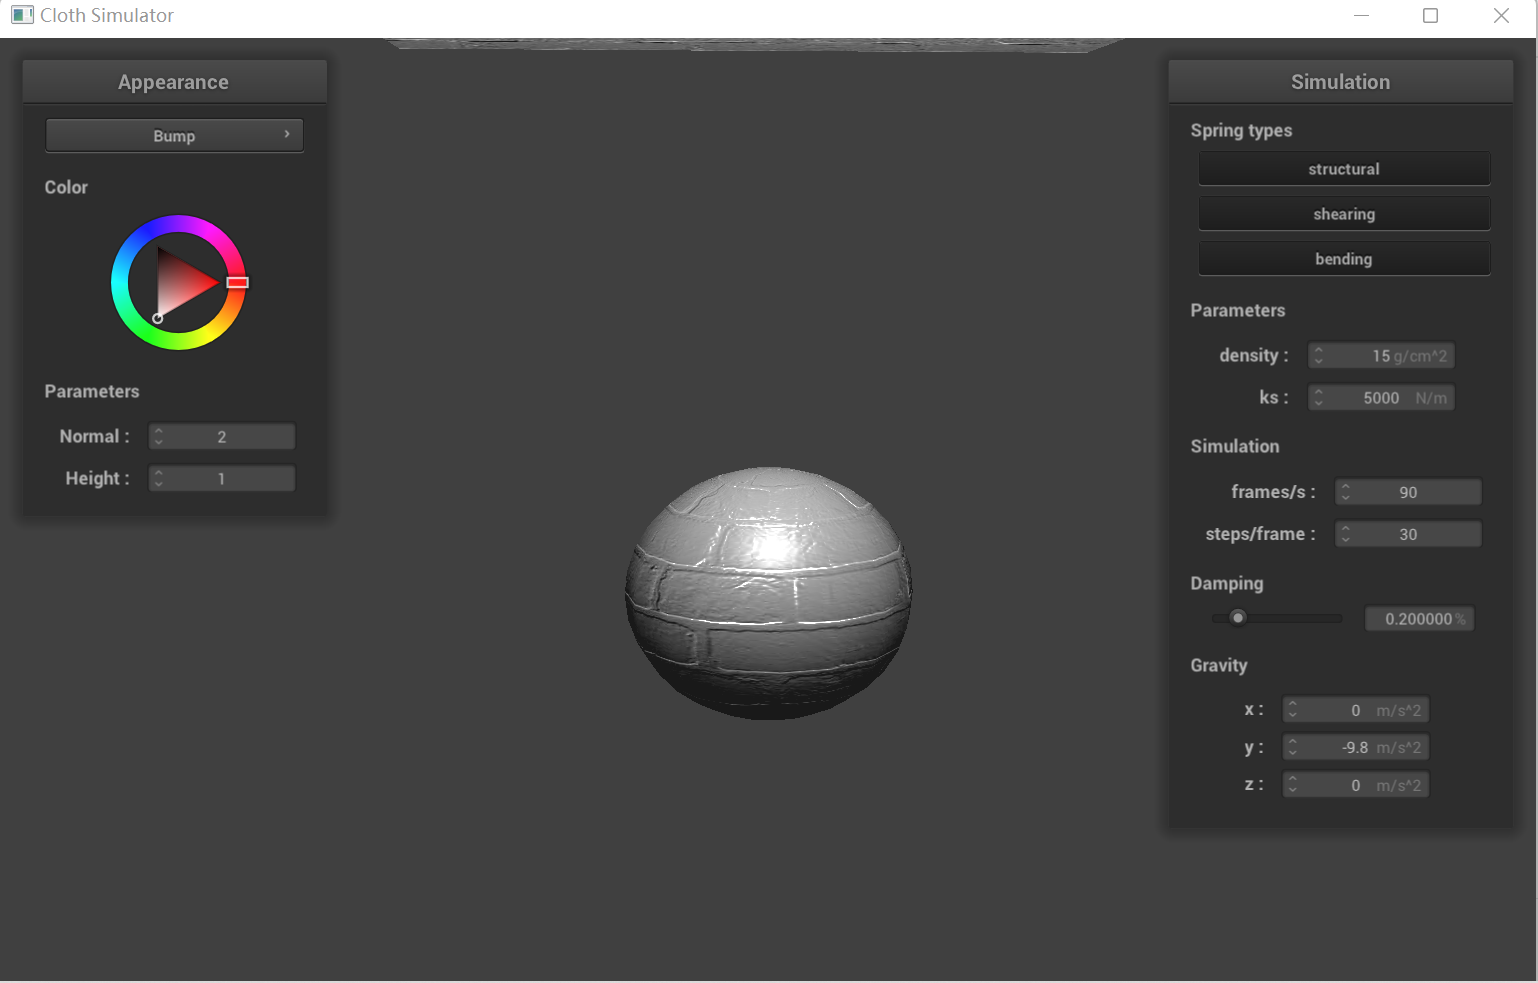 Cloth Simulator
Appearance
Bump
Color
Parameters
Normal : 2
Height : 1
Simulation
Spring types
structural
shearing
bending
Parameters
density : 15 g/cm^2
ks : 5000 N/m
Simulation
frames/s : 90
steps/frame : 30
Damping
0.200000 %
Gravity
x : 0 m/s^2
y : -9.8 m/s^2
z : 0 m/s^2